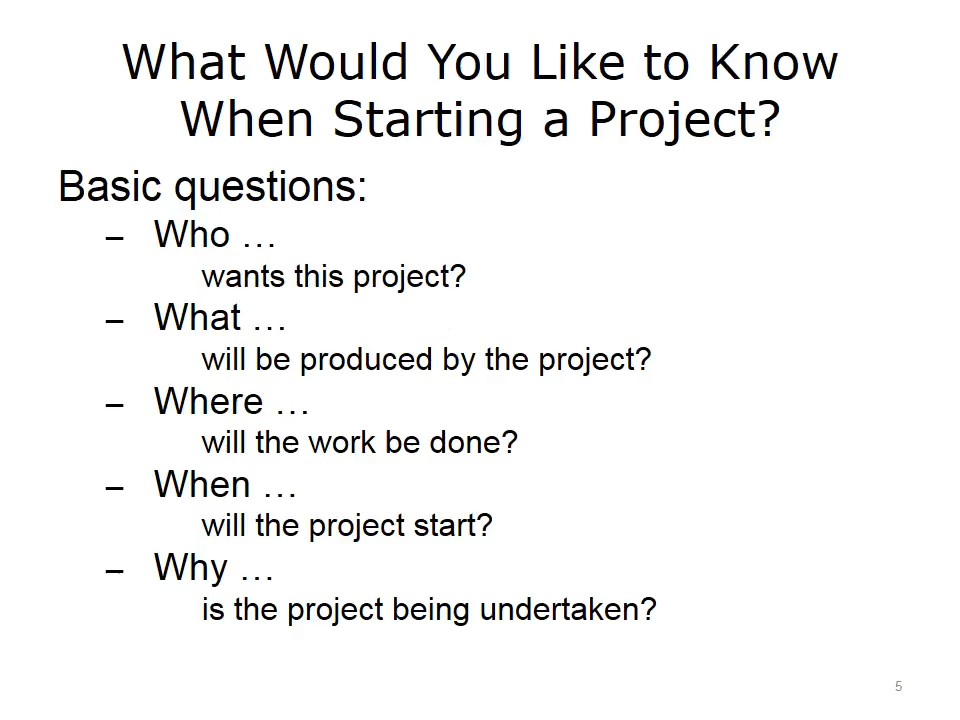 What Would You Like to Know
When Starting a Project?
Basic questions:
– Who …
wants this project?
– What …
will be produced by the project?
– Where …
will the work be done?
– When …
will the project start?
– Why …
is the project being undertaken?
5